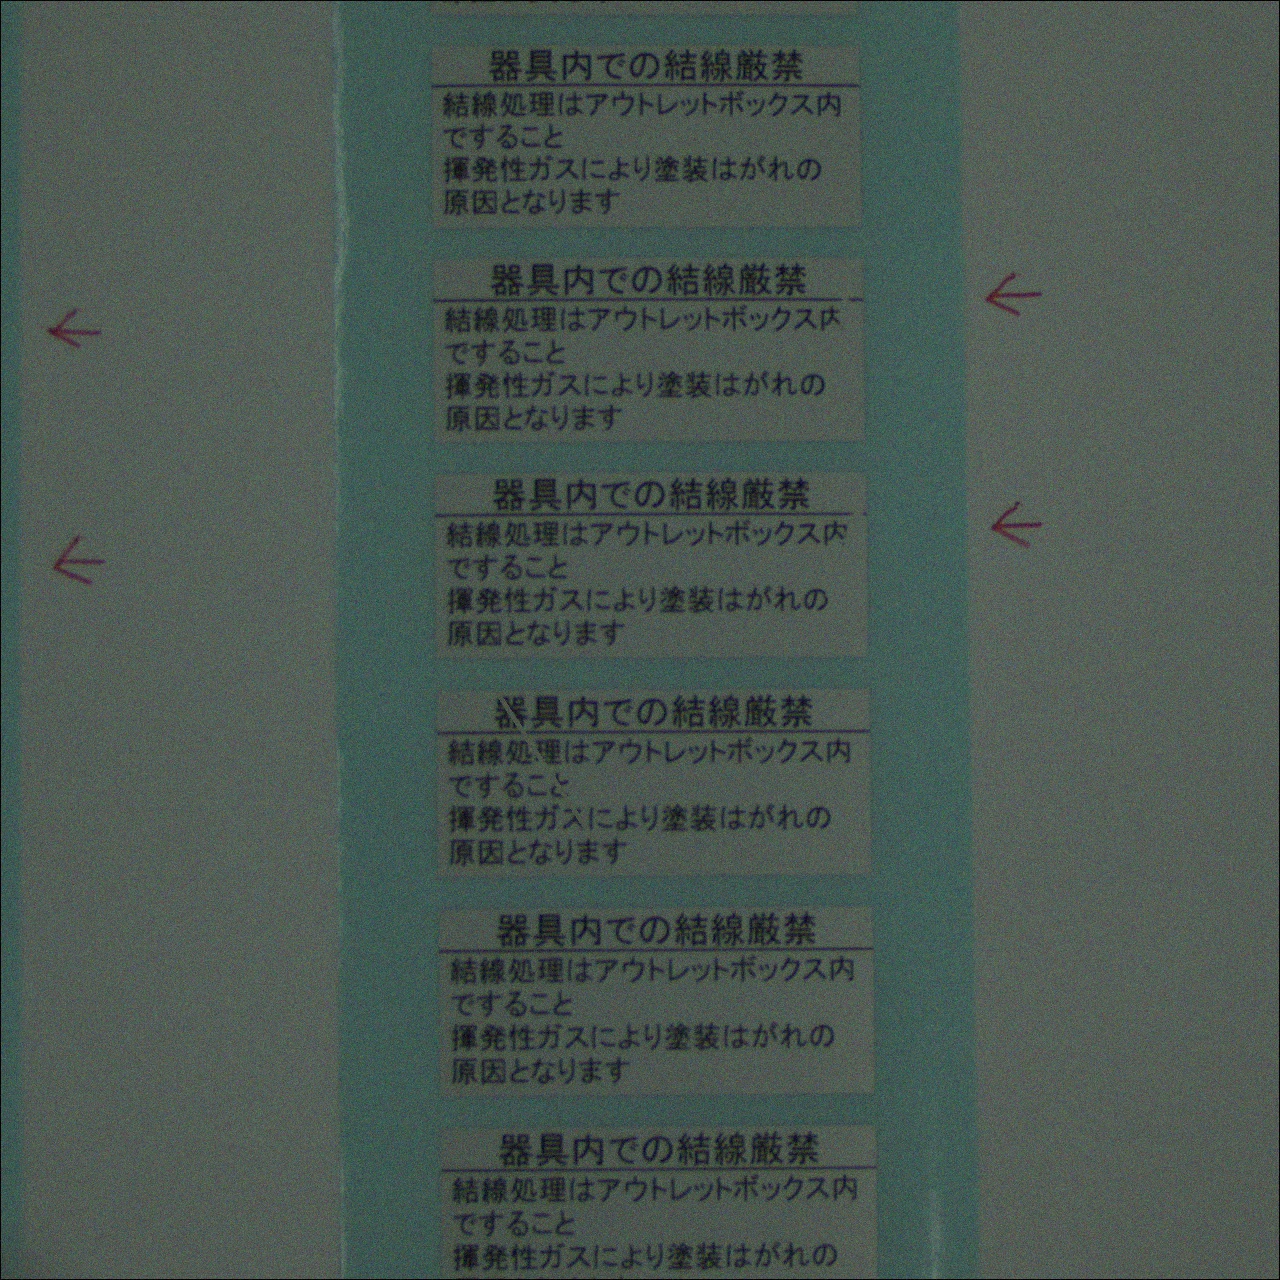 器具内での結線厳禁
結線処理はアウトレットボックス内
ですること
揮発性ガスにより塗装はがれの
原因となります
器具内での結線厳禁
結線処理はアウトレットボックス内
ですること
揮発性ガスにより塗装はがれの
原因となります
器具内での結線厳禁
結線処理はアウトレットボックス内
ですること
揮発性ガスにより塗装はがれの
原因となります
器具内での結線厳禁
結線処理はアウトレットボックス内
ですること
揮発性ガスにより塗装はがれの
原因となります
器具内での結線厳禁
結線処理はアウトレットボックス内
ですること
揮発性ガスにより塗装はがれの
原因となります
器具内での結線厳禁
結線処理はアウトレットボックス内
ですること
揮発性ガスにより塗装はがれの